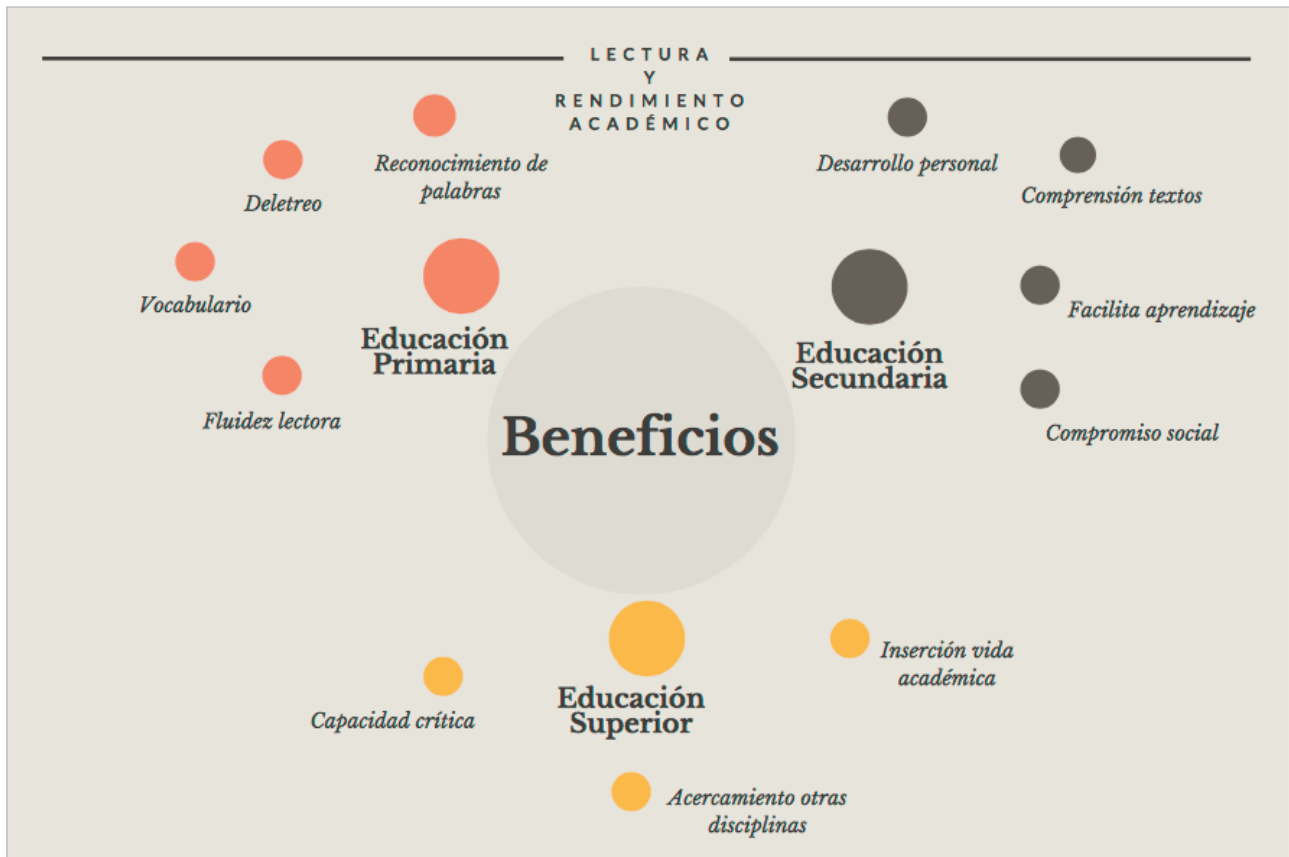 LECTURA
Y
RENDIMIENTO
ACADÉMICO
Reconocimiento de
palabras
Deletreo
Vocabulario
Educación
Primaria
Fluidez lectora
Desarrollo personal
Comprensión textos
Facilita aprendizaje
Educación
Secundaria
Compromiso social
Beneficios
Inserción vida
académica
Educación
Superior
Capacidad crítica
Acercamiento otras
disciplinas